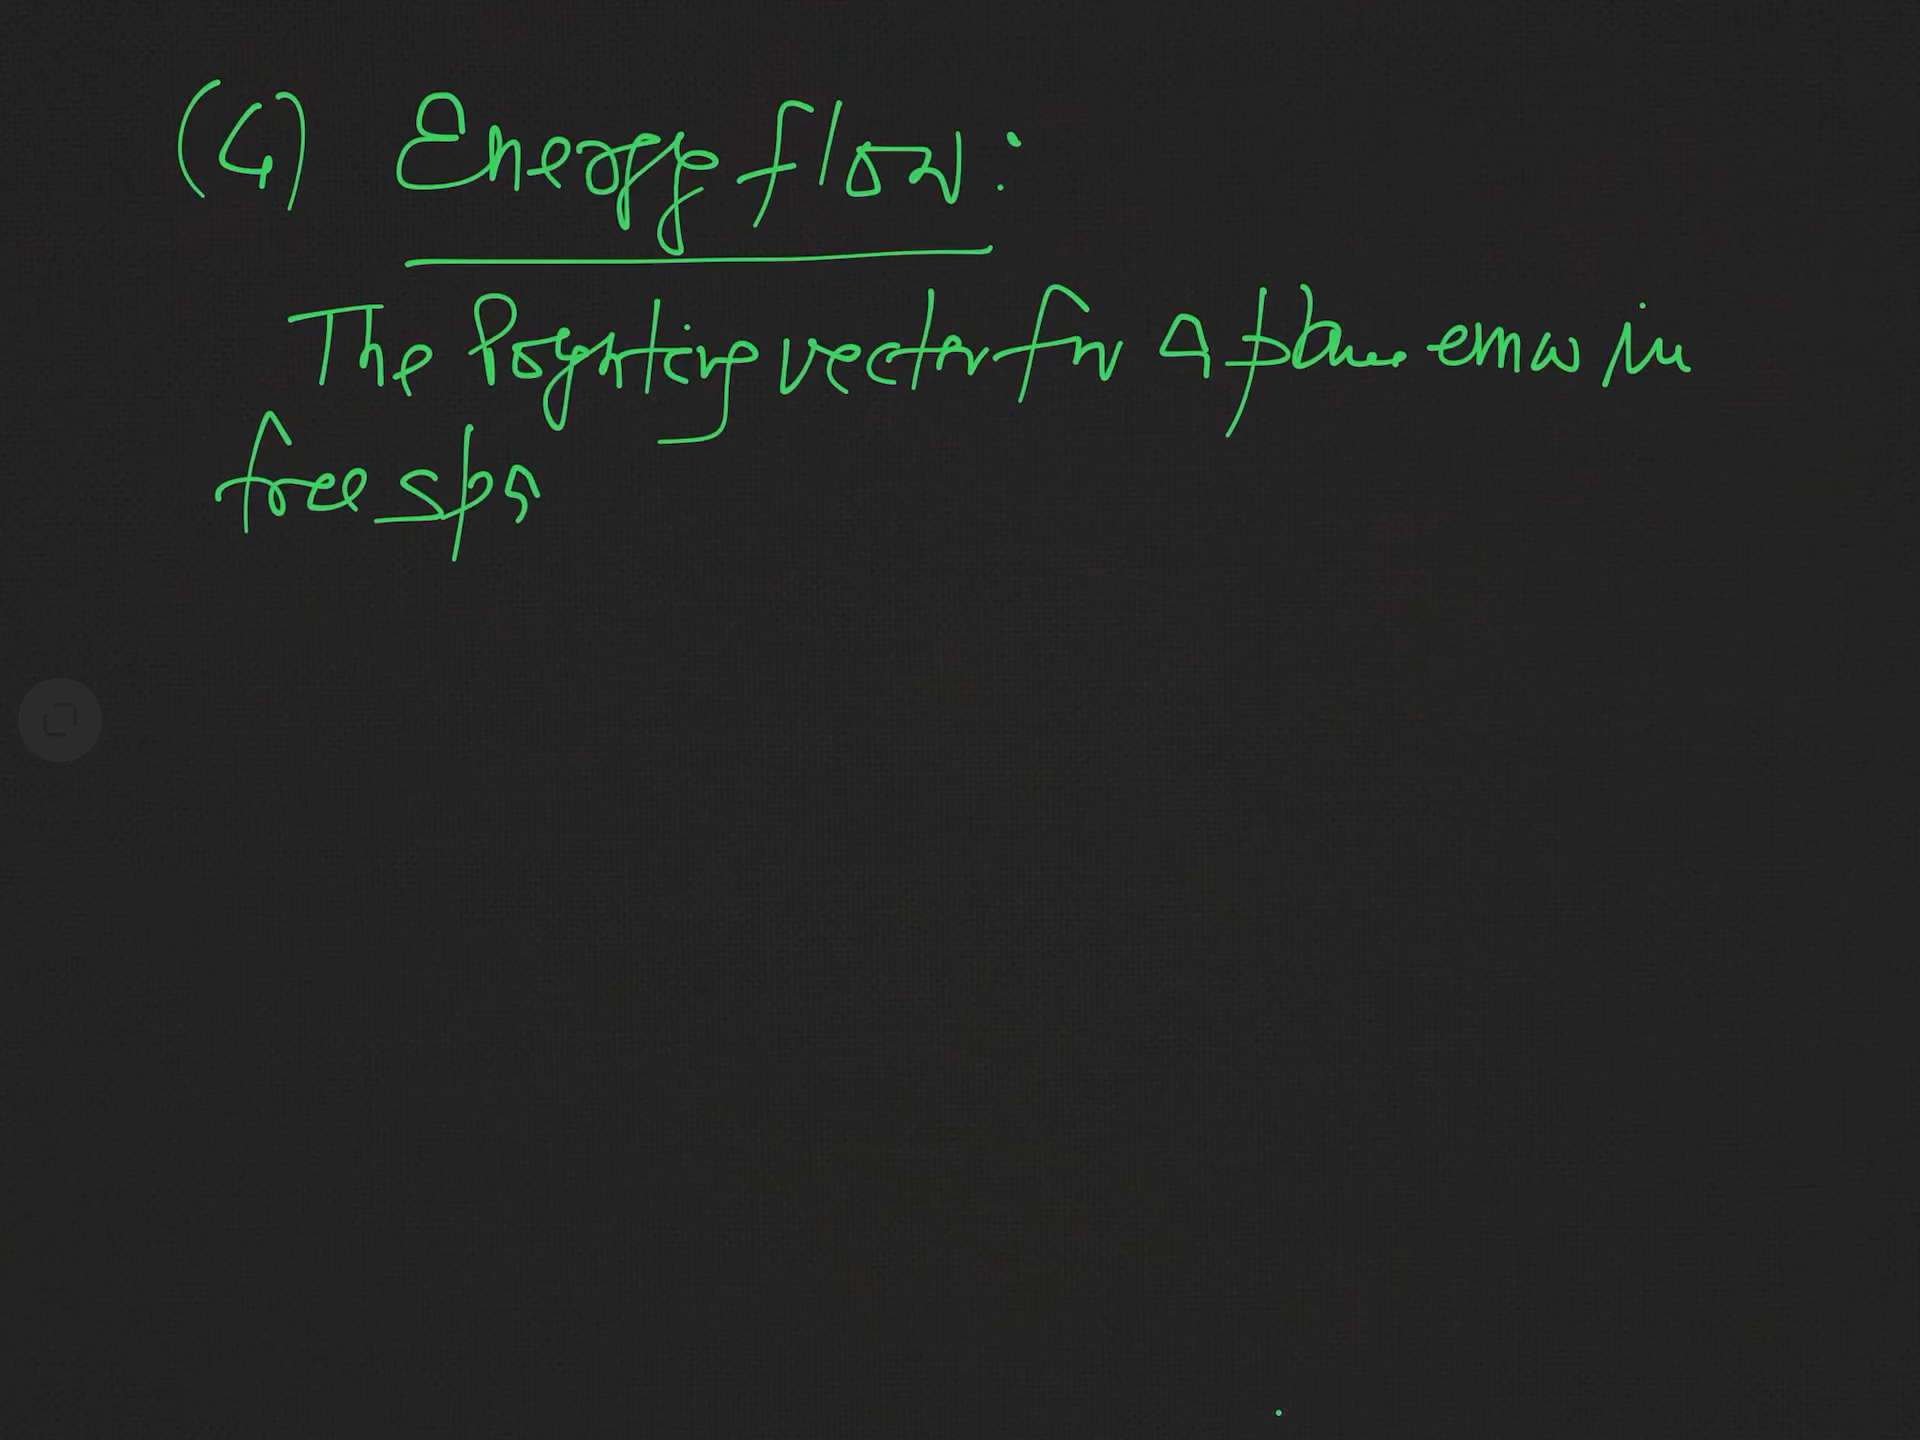 (4) Energy flow:
The Poynting vector for a plane emw in
free spa